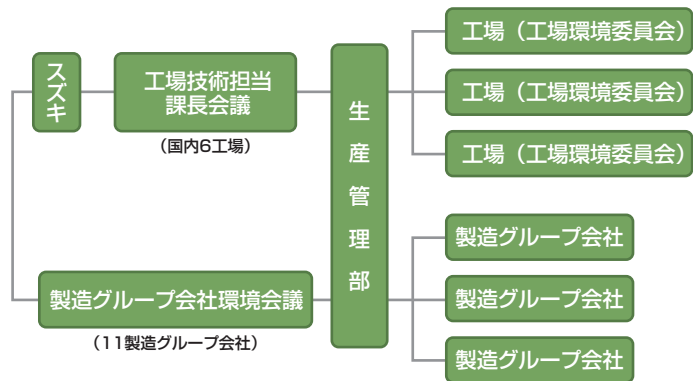 スズキ
工場技術担当
課長会議
(国内6工場)
製造グループ会社環境会議
(11製造グループ会社)
生産管理部
工場(工場環境委員会)
工場(工場環境委員会)
工場(工場環境委員会)
製造グループ会社
製造グループ会社
製造グループ会社